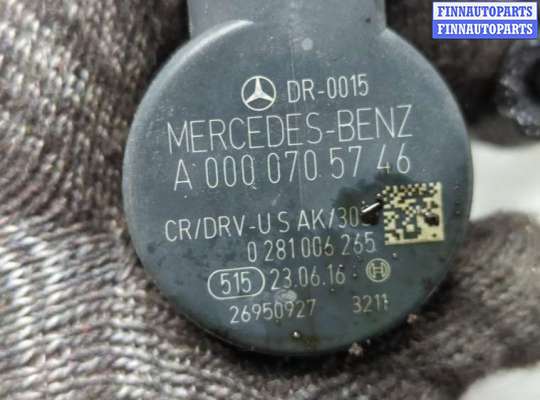 FINNAUTOPARTS
FINNAUTOPARTS
DR-0015
MERCEDES-BENZ
A 000 070 57 46
CR/DRV-U S AK/30
0 281 006 265
515 23.06.16
26950927 3211